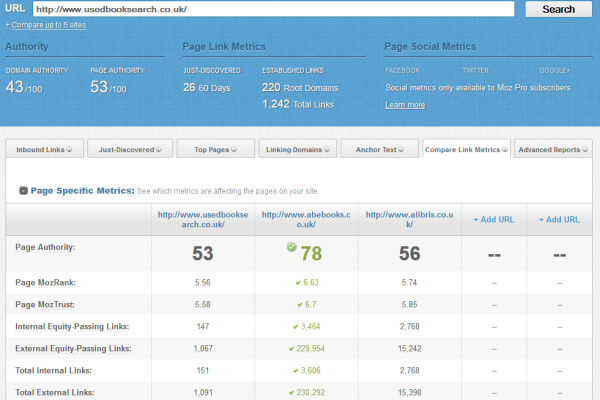 URL http://www.usedbooksearch.co.uk/ Search
+ Compare up to 5 sites
Authority Page Link Metrics Page Social Metrics
DOMAIN AUTHORITY PAGE AUTHORITY JUST-DISCOVERED ESTABLISHED LINKS FACEBOOK TWITTER GOOGLE+
43/100 53/100 26 60 Days 220 Root Domains Social metrics only available to Moz Pro subscribers
1,242 Total Links Learn more
Inbound Links Just-Discovered Top Pages Linking Domains Anchor Text Compare Link Metrics Advanced Reports
Page Specific Metrics: See which metrics are affecting the pages on your site.
http://www.usedbookse http://www.abebooks.c http://www.alibris.co.u + Add URL + Add URL
arch.co.uk/ o.uk/ k/
Page Authority: 53 78 56 -- --
Page MozRank: 5.56 6.63 5.74 -- --
Page MozTrust: 5.58 6.7 5.85 -- --
Internal Equity-Passing Links: 147 3,464 2,768 -- --
External Equity-Passing Links: 1,067 229,954 15,242 -- --
Total Internal Links: 151 3,606 2,768 -- --
Total External Links: 1,091 230,292 15,398 -- --